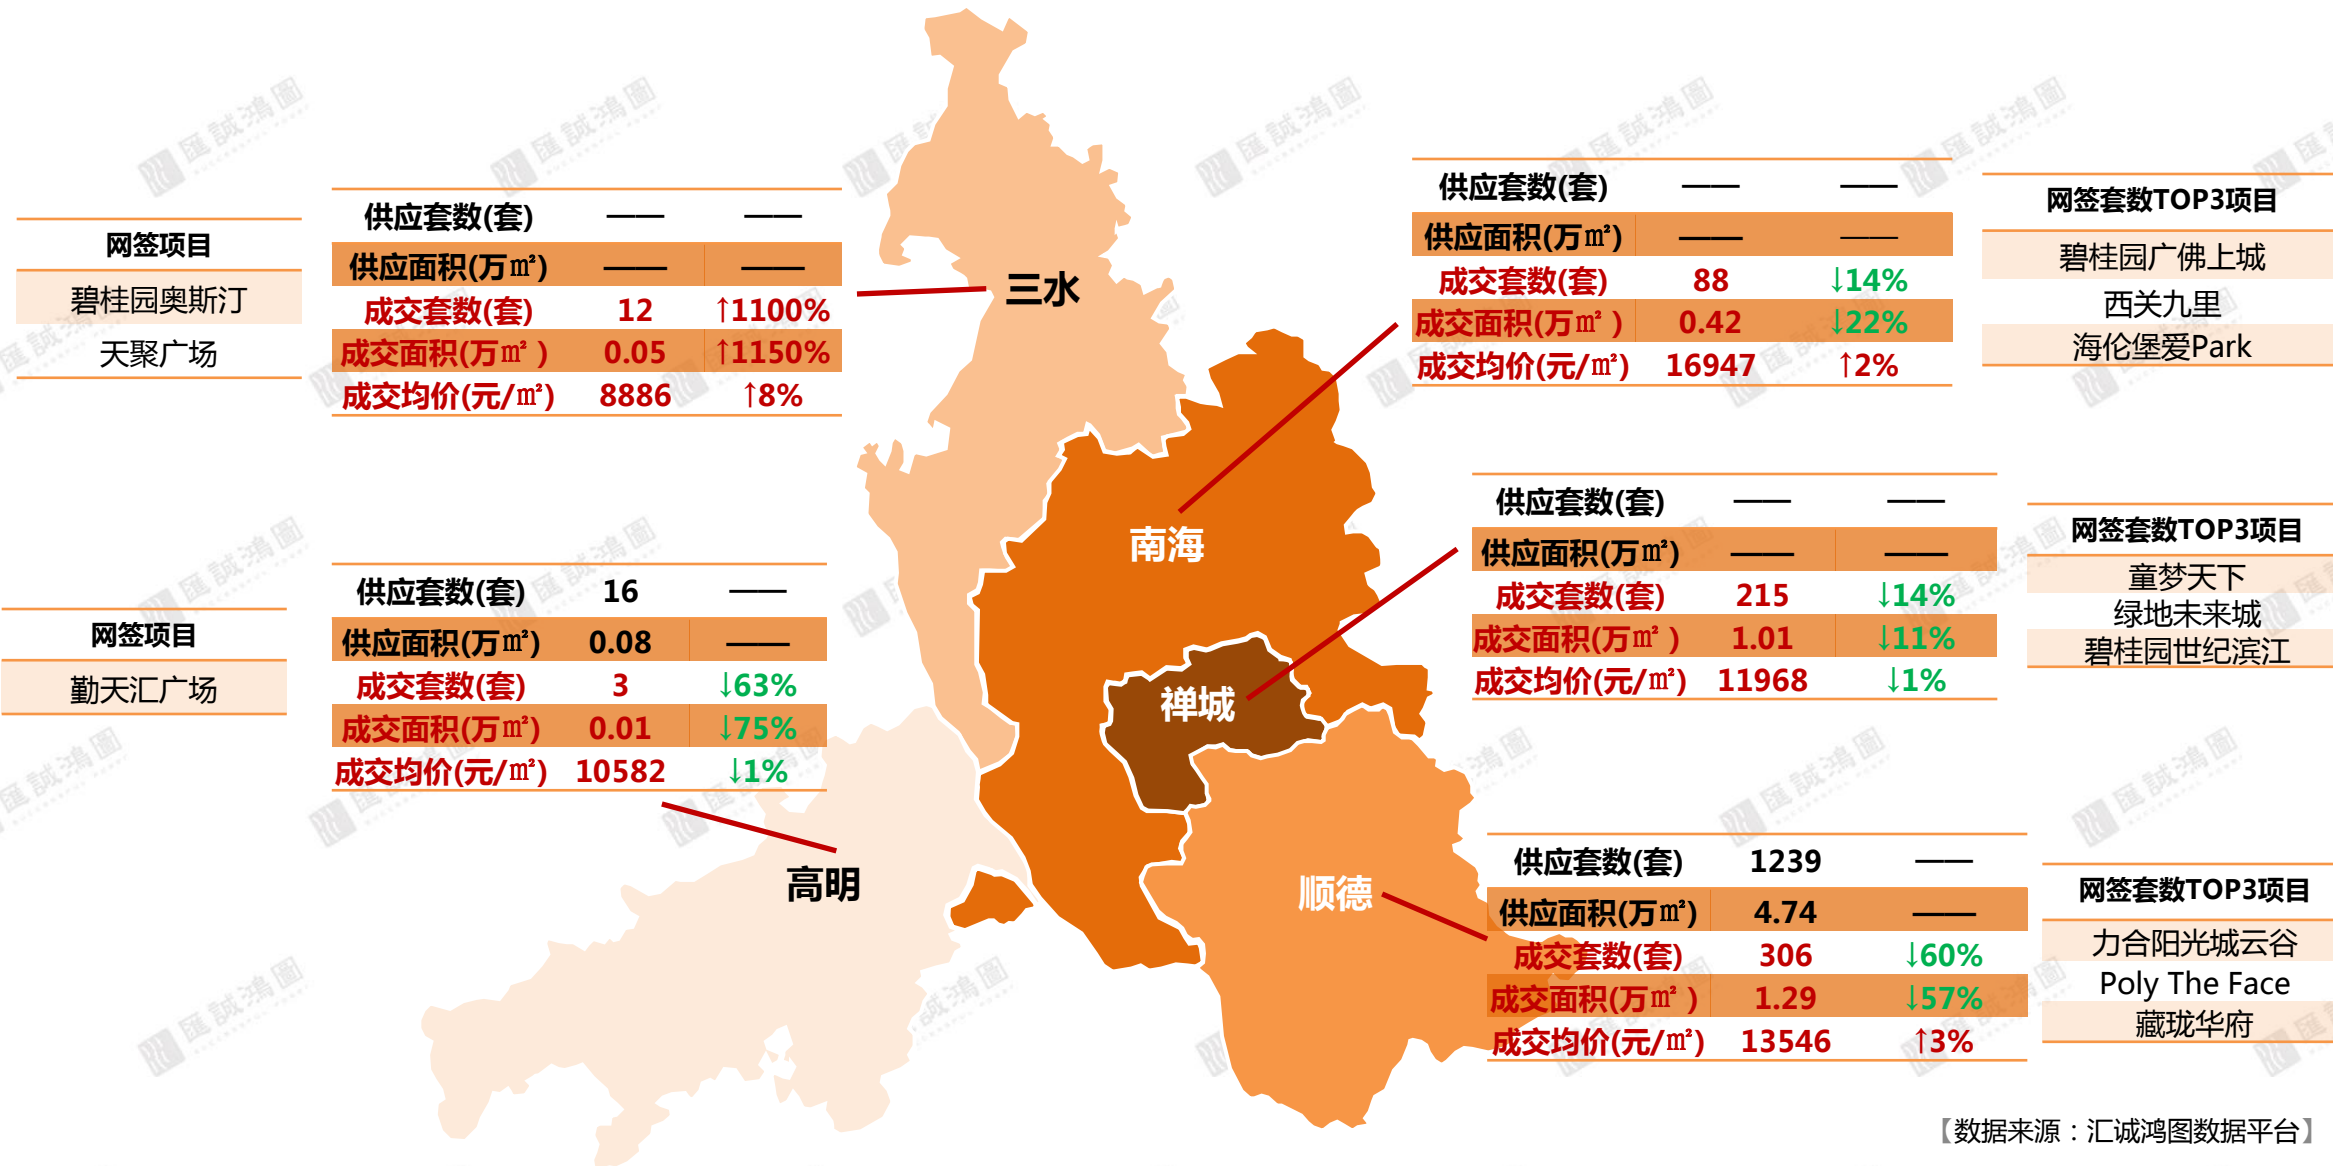 网签项目
碧桂园奥斯汀
天聚广场
供应套数(套) —— ——
供应面积(万㎡) —— ——
成交套数(套) 12 ↑1100%
成交面积(万㎡) 0.05 ↑1150%
成交均价(元/㎡) 8886 ↑8%
三水
供应套数(套) —— ——
供应面积(万㎡) —— ——
成交套数(套) 88 ↓14%
成交面积(万㎡) 0.42 ↓22%
成交均价(元/㎡) 16947 ↑2%
网签套数TOP3项目
碧桂园广佛上城
西关九里
海伦堡爱Park
南海
供应套数(套) —— ——
供应面积(万㎡) —— ——
成交套数(套) 215 ↓14%
成交面积(万㎡) 1.01 ↓11%
成交均价(元/㎡) 11968 ↓1%
网签套数TOP3项目
童梦天下
绿地未来城
碧桂园世纪滨江
禅城
网签项目
勤天汇广场
供应套数(套) 16 ——
供应面积(万㎡) 0.08 ——
成交套数(套) 3 ↓63%
成交面积(万㎡) 0.01 ↓75%
成交均价(元/㎡) 10582 ↓1%
高明
顺德
供应套数(套) 1239 ——
供应面积(万㎡) 4.74 ——
成交套数(套) 306 ↓60%
成交面积(万㎡) 1.29 ↓57%
成交均价(元/㎡) 13546 ↑3%
网签套数TOP3项目
力合阳光城云谷
Poly The Face
藏珑华府
【数据来源：汇诚鸿图数据平台】
匯誠鴻圖